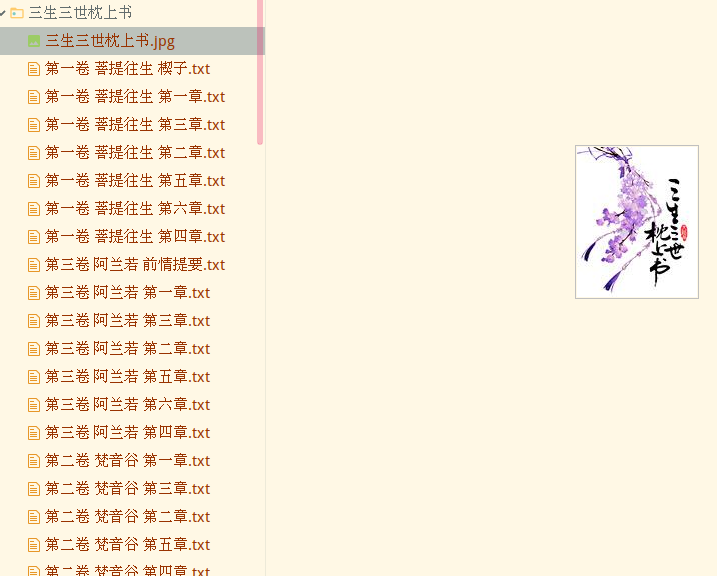 三生三世枕上书
三生三世枕上书.jpg
第一卷 菩提往生 楔子.txt
第一卷 菩提往生 第一章.txt
第一卷 菩提往生 第三章.txt
第一卷 菩提往生 第二章.txt
第一卷 菩提往生 第五章.txt
第一卷 菩提往生 第六章.txt
第一卷 菩提往生 第四章.txt
第三卷 阿兰若 前情提要.txt
第三卷 阿兰若 第一章.txt
第三卷 阿兰若 第三章.txt
第三卷 阿兰若 第二章.txt
第三卷 阿兰若 第五章.txt
第三卷 阿兰若 第六章.txt
第三卷 阿兰若 第四章.txt
第二卷 梵音谷 第一章.txt
第二卷 梵音谷 第三章.txt
第二卷 梵音谷 第二章.txt
第二卷 梵音谷 第五章.txt
第二卷 梵音谷 第四章.txt
三生三世
枕上书